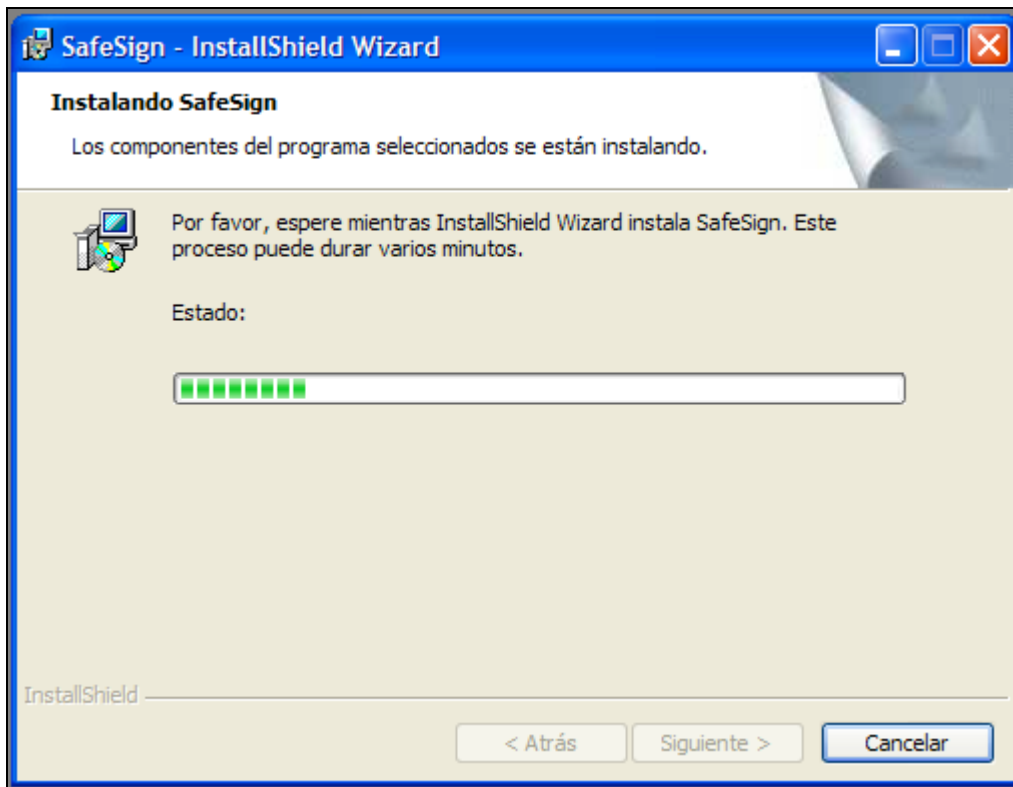 SafeSign - InstallShield Wizard
Instalando SafeSign
Los componentes del programa seleccionados se están instalando.
Por favor, espere mientras InstallShield Wizard instala SafeSign. Este
proceso puede durar varios minutos.
Estado:
InstallShield
< Atrás
Siguiente >
Cancelar